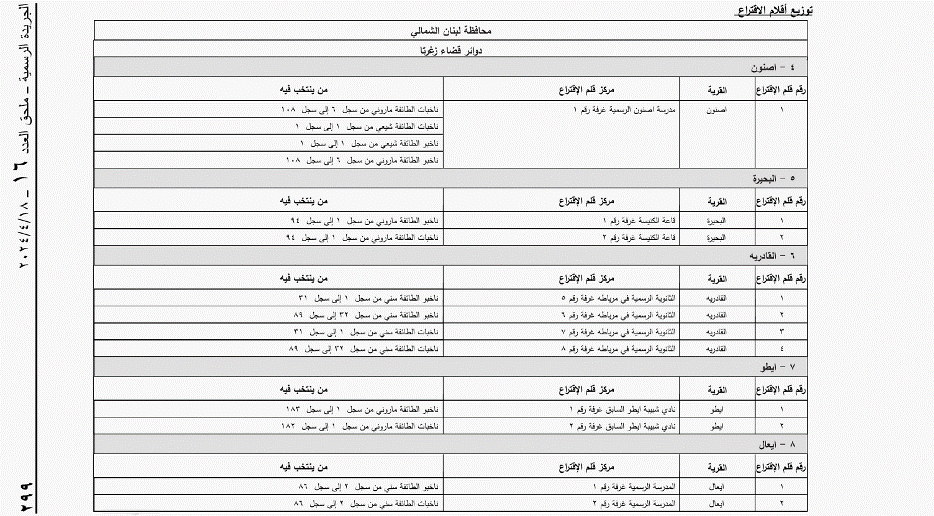 توزيع أقلام الإقتراع
محافظة لبنان الشمالي
دوائر قضاء زغرتا
٤ - اصنون
رقم قلم الإقتراع القرية مركز قلم الإقتراع من ينتخب فيه
١ اصنون مدرسة اصنون الرسمية غرفة رقم ١ ناخبات الطائفة ماروني من سجل ٦ إلى سجل ١٠٨
ناخبات الطائفة شيعي من سجل ١ إلى سجل ١
ناخبو الطائفة شيعي من سجل ١ إلى سجل ١
ناخبو الطائفة ماروني من سجل ٦ إلى سجل ١٠٨
٥ - البحيرة
رقم قلم الإقتراع القرية مركز قلم الإقتراع من ينتخب فيه
١ البحيرة قاعة الكنيسة غرفة رقم ١ ناخبو الطائفة ماروني من سجل ١ إلى سجل ٩٤
٢ البحيرة قاعة الكنيسة غرفة رقم ٢ ناخبات الطائفة ماروني من سجل ١ إلى سجل ٩٤
٦ - القادريه
رقم قلم الإقتراع القرية مركز قلم الإقتراع من ينتخب فيه
١ القادريه الثانوية الرسمية في مرياطه غرفة رقم ٥ ناخبو الطائفة سني من سجل ١ إلى سجل ٣١
٢ القادريه الثانوية الرسمية في مرياطه غرفة رقم ٦ ناخبو الطائفة سني من سجل ٣٢ إلى سجل ٨٩
٣ القادريه الثانوية الرسمية في مرياطه غرفة رقم ٧ ناخبات الطائفة سني من سجل ١ إلى سجل ٣١
٤ القادريه الثانوية الرسمية في مرياطه غرفة رقم ٨ ناخبات الطائفة سني من سجل ٣٢ إلى سجل ٨٩
٧ - ايطو
رقم قلم الإقتراع القرية مركز قلم الإقتراع من ينتخب فيه
١ ايطو نادي شبيبة ايطو السابق غرفة رقم ١ ناخبو الطائفة ماروني من سجل ١ إلى سجل ١٨٣
٢ ايطو نادي شبيبة ايطو السابق غرفة رقم ٢ ناخبات الطائفة ماروني من سجل ١ إلى سجل ١٨٢
٨ - ايعال
رقم قلم الإقتراع القرية مركز قلم الإقتراع من ينتخب فيه
١ ايعال المدرسة الرسمية غرفة رقم ١ ناخبو الطائفة سني من سجل ٢ إلى سجل ٨٦
٢ ايعال المدرسة الرسمية غرفة رقم ٢ ناخبات الطائفة سني من سجل ٢ إلى سجل ٨٦
الجريدة الرسمية – ملحق العدد ١٦ – ٢٠٢٤/٤/١٨
٢٩٩